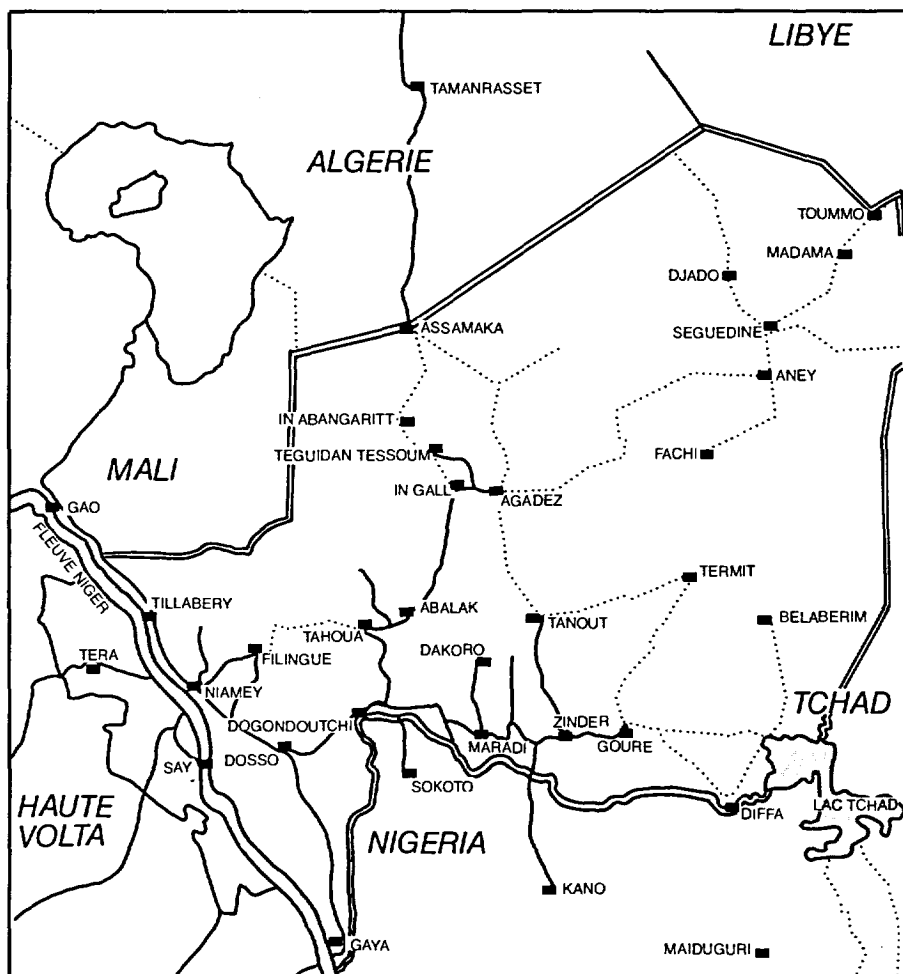 LIBYE
TAMANRASSET
ALGERIE
TOUMMO
MADAMA
DJADO
ASSAMAKA
SEGUEDINE
ANEY
IN ABANGARITT
TEGUIDAN TESSOUM
FACHI
MALI
IN GALL
AGADEZ
GAO
FLEUVE NIGER
TERMIT
TILLABERY
ABALAK
TANOUT
BELABERIM
TAHOUA
TERA
FILINGUE
DAKORO
NIAMEY
TCHAD
DOGONDOUTCHI
ZINDER
MARADI
GOURE
DOSSO
SAY
SOKOTO
HAUTE
VOLTA
NIGERIA
DIFFA
LAC TCHAD
KANO
GAYA
MAIDUGURI